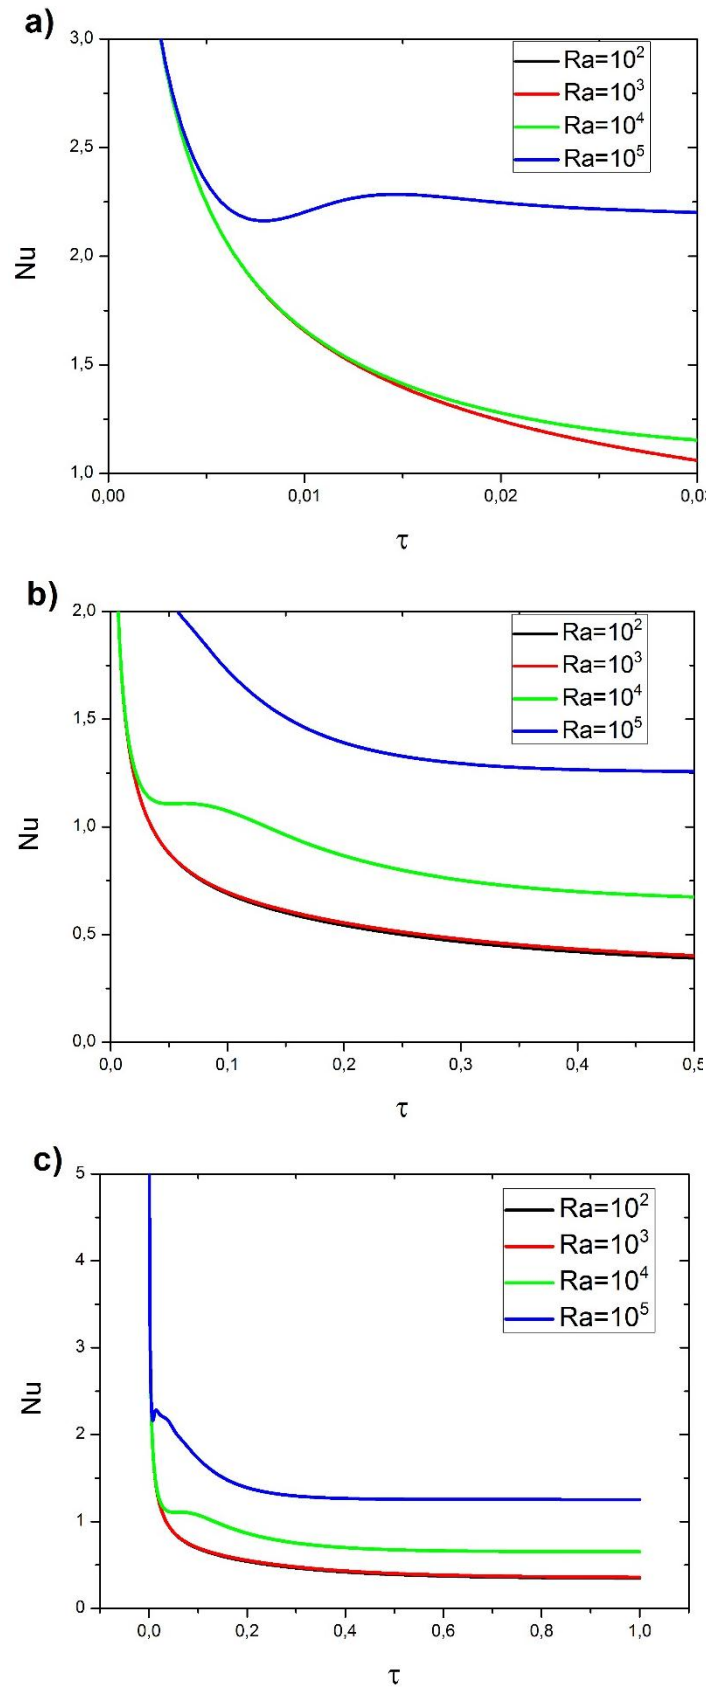 a)
3,0
2,5
2,0
1,5
1,0
Nu
Ra=10²
Ra=10³
Ra=10⁴
Ra=10⁵
0,00 0,01 0,02 0,03
τ
b)
2,0
1,5
1,0
0,5
0,0
Nu
Ra=10²
Ra=10³
Ra=10⁴
Ra=10⁵
0,0 0,1 0,2 0,3 0,4 0,5
τ
c)
5
4
3
2
1
0
Nu
Ra=10²
Ra=10³
Ra=10⁴
Ra=10⁵
0,0 0,2 0,4 0,6 0,8 1,0
τ